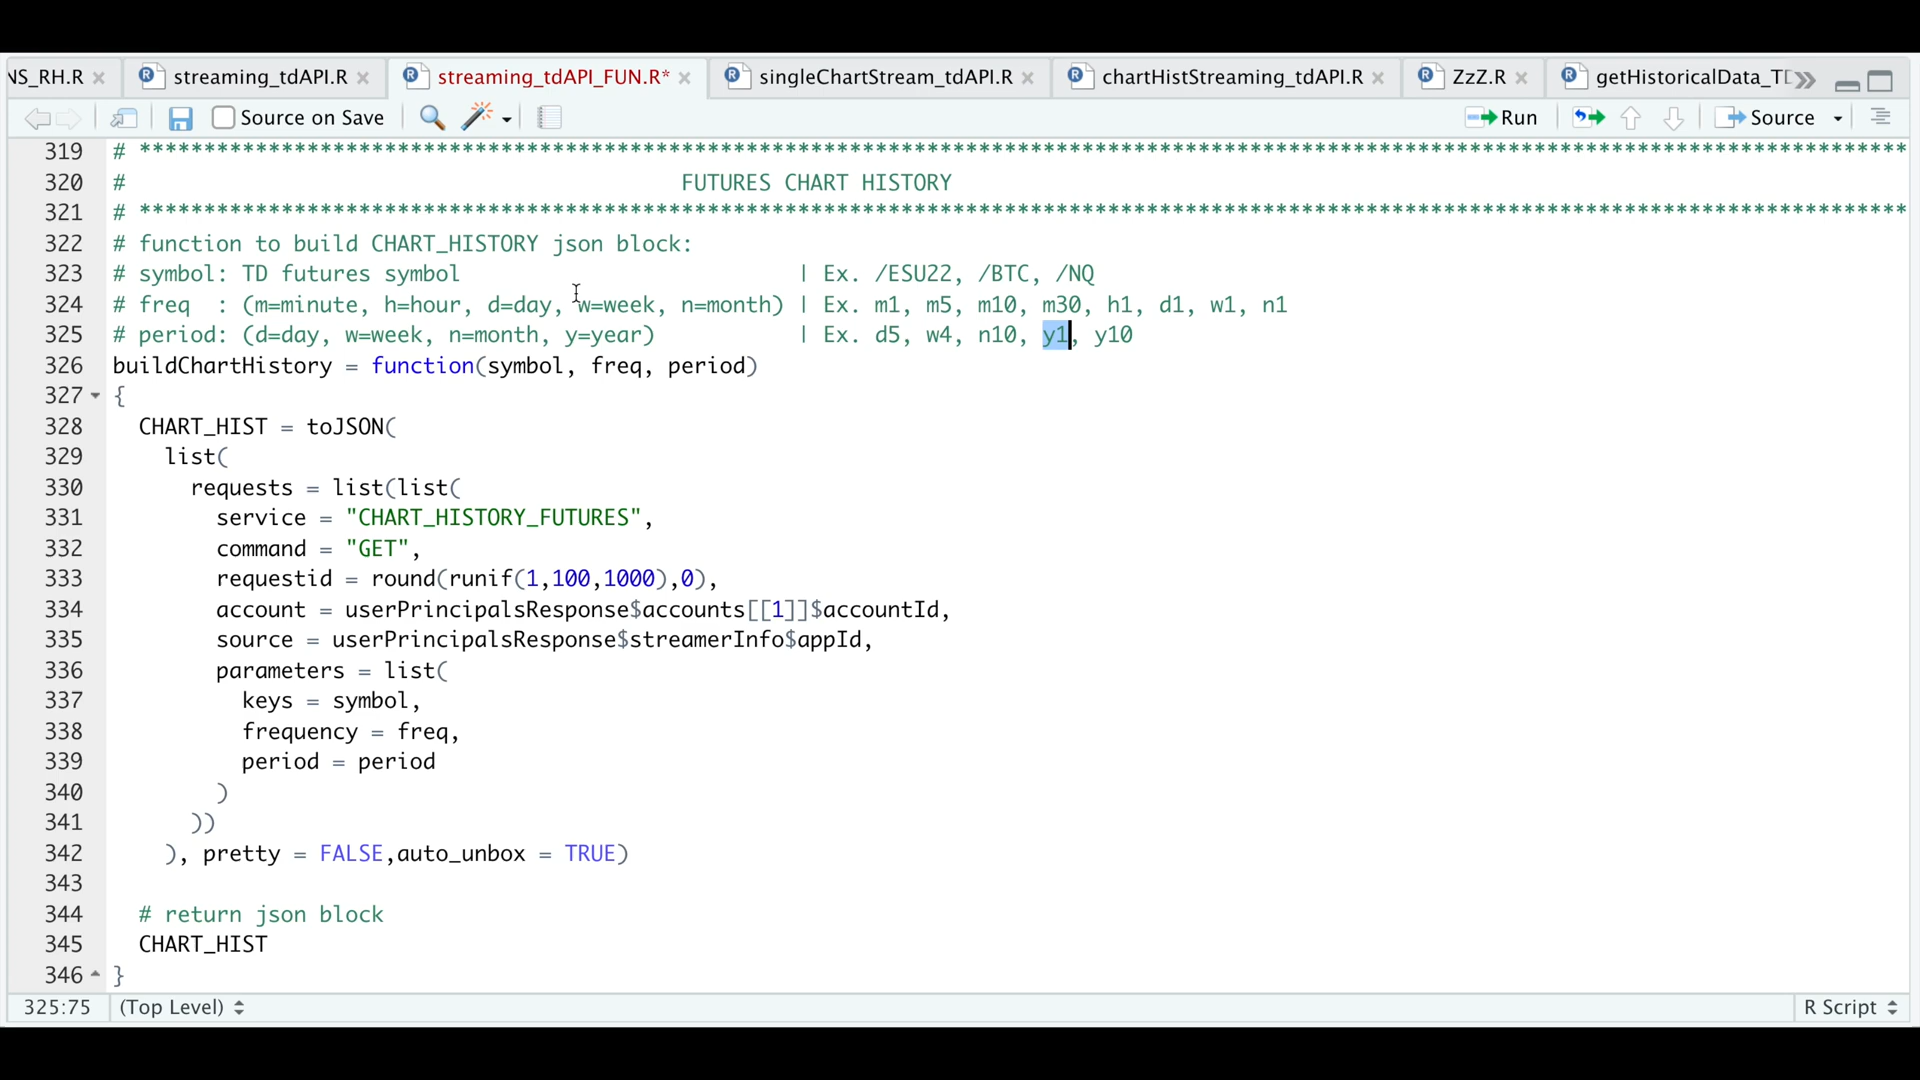 NS_RH.R × streaming_tdAPI.R × streaming_tdAPI_FUN.R* × singleChartStream_tdAPI.R × chartHistStreaming_tdAPI.R × ZzZ.R × getHistoricalData_TD
Source on Save Run Source
319 # *****************************************************************************************************************************************
320 # FUTURES CHART HISTORY
321 # *****************************************************************************************************************************************
322 # function to build CHART_HISTORY json block:
323 # symbol: TD futures symbol | Ex. /ESU22, /BTC, /NQ
324 # freq  : (m=minute, h=hour, d=day, w=week, n=month) | Ex. m1, m5, m10, m30, h1, d1, w1, n1
325 # period: (d=day, w=week, n=month, y=year) | Ex. d5, w4, n10, y1, y10
326 buildChartHistory = function(symbol, freq, period)
327 {
328   CHART_HIST = toJSON(
329     list(
330       requests = list(list(
331         service = "CHART_HISTORY_FUTURES",
332         command = "GET",
333         requestid = round(runif(1,100,1000),0),
334         account = userPrincipalsResponse$accounts[[1]]$accountId,
335         source = userPrincipalsResponse$streamerInfo$appId,
336         parameters = list(
337           keys = symbol,
338           frequency = freq,
339           period = period
340         )
341       ))
342     ), pretty = FALSE,auto_unbox = TRUE)
343
344   # return json block
345   CHART_HIST
346 }
325:75 (Top Level) R Script